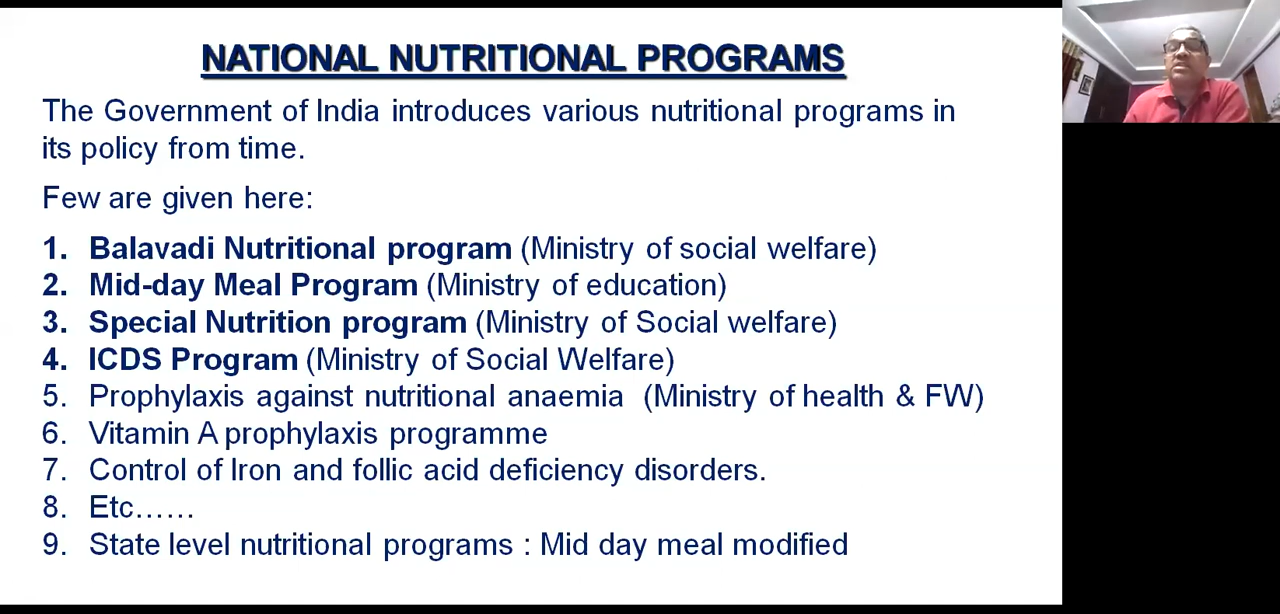 NATIONAL NUTRITIONAL PROGRAMS
The Government of India introduces various nutritional programs in
its policy from time.
Few are given here:
1. Balavadi Nutritional program (Ministry of social welfare)
2. Mid-day Meal Program (Ministry of education)
3. Special Nutrition program (Ministry of Social welfare)
4. ICDS Program (Ministry of Social Welfare)
5. Prophylaxis against nutritional anaemia (Ministry of health & FW)
6. Vitamin A prophylaxis programme
7. Control of Iron and follic acid deficiency disorders.
8. Etc......
9. State level nutritional programs : Mid day meal modified